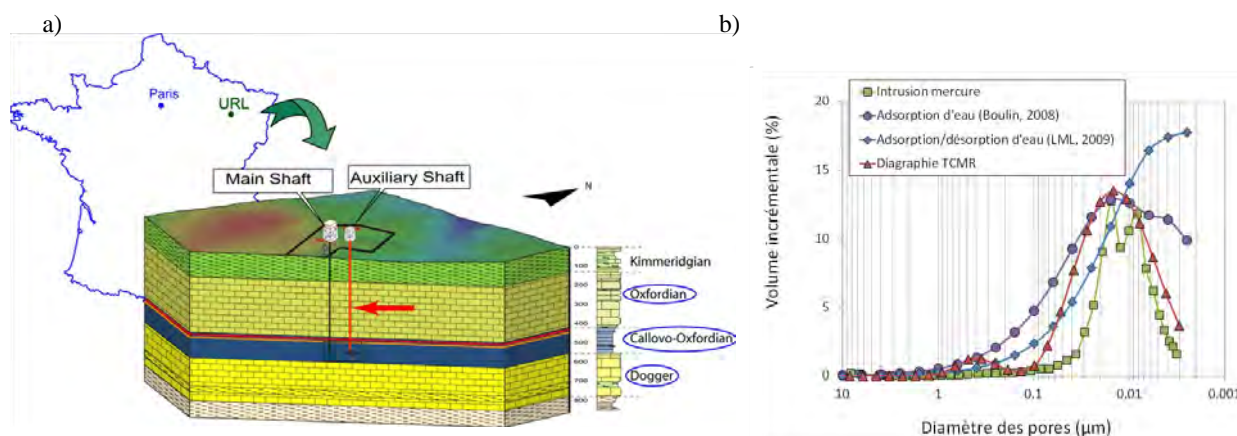 a)
Paris
URL
Main Shaft
Auxiliary Shaft
N
0
100
200
300
400
500
600
700
800
Kimmeridgian
Oxfordian
Callovo-Oxfordian
Dogger
b)
Intrusion mercure
Adsorption d'eau (Boulin, 2008)
Adsorption/désorption d'eau (LML, 2009)
Diagraphie TCMR
Volume incrémentale (%)
20
15
10
5
0
10
1
0.1
0.01
0.001
Diamètre des pores (µm)